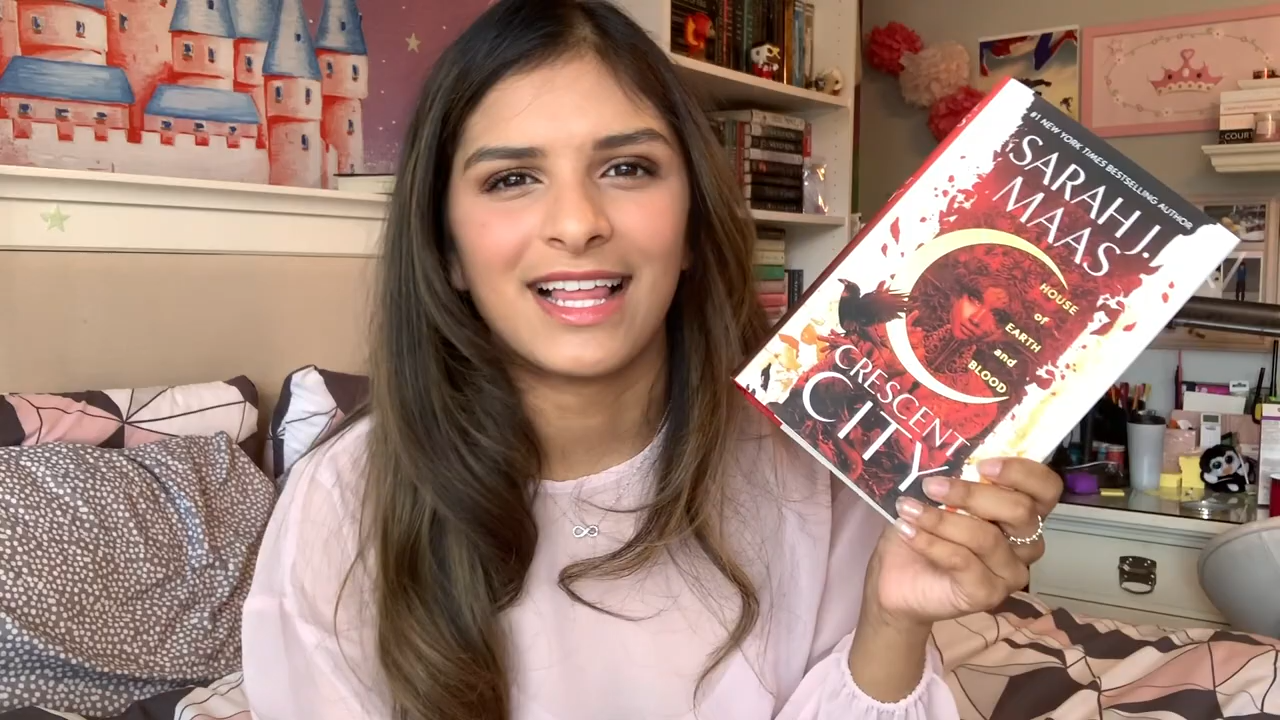 #1 NEW YORK TIMES BESTSELLING AUTHOR
SARAH J.
MAAS
HOUSE
of
EARTH
and
BLOOD
CRESCENT
CITY
COURT